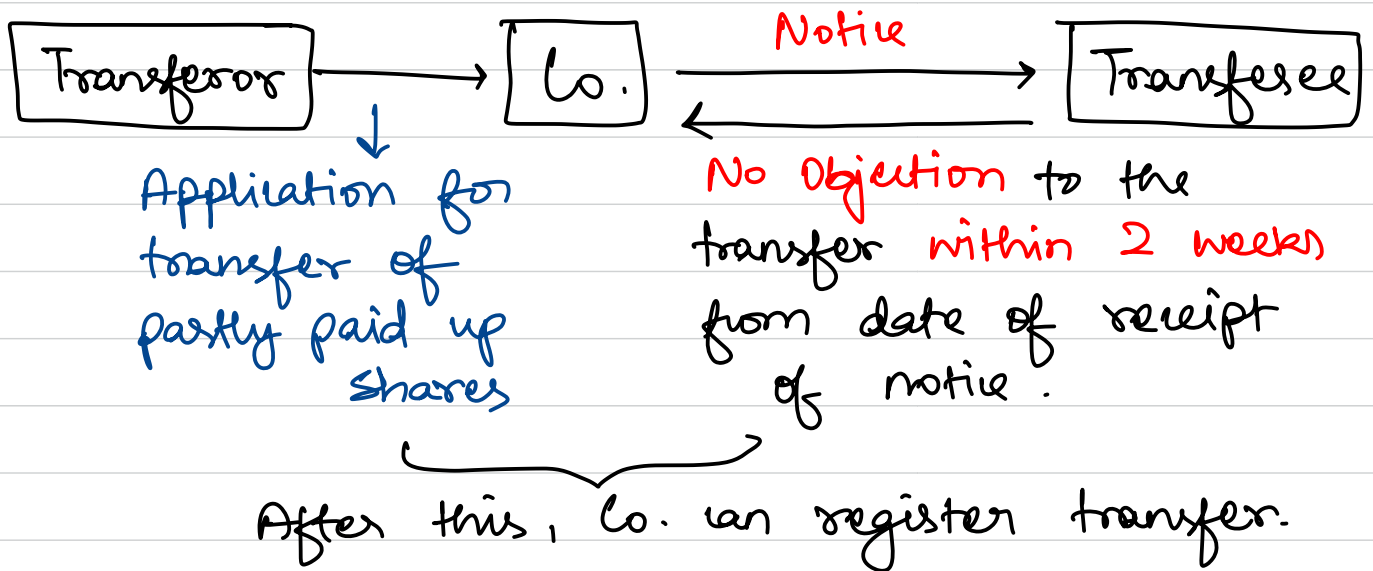 Notice
Transferor Co. Transferee
Application for
transfer of
partly paid up
shares
No Objection to the
transfer within 2 weeks
from date of receipt
of notice.
After this, Co. can register transfer.